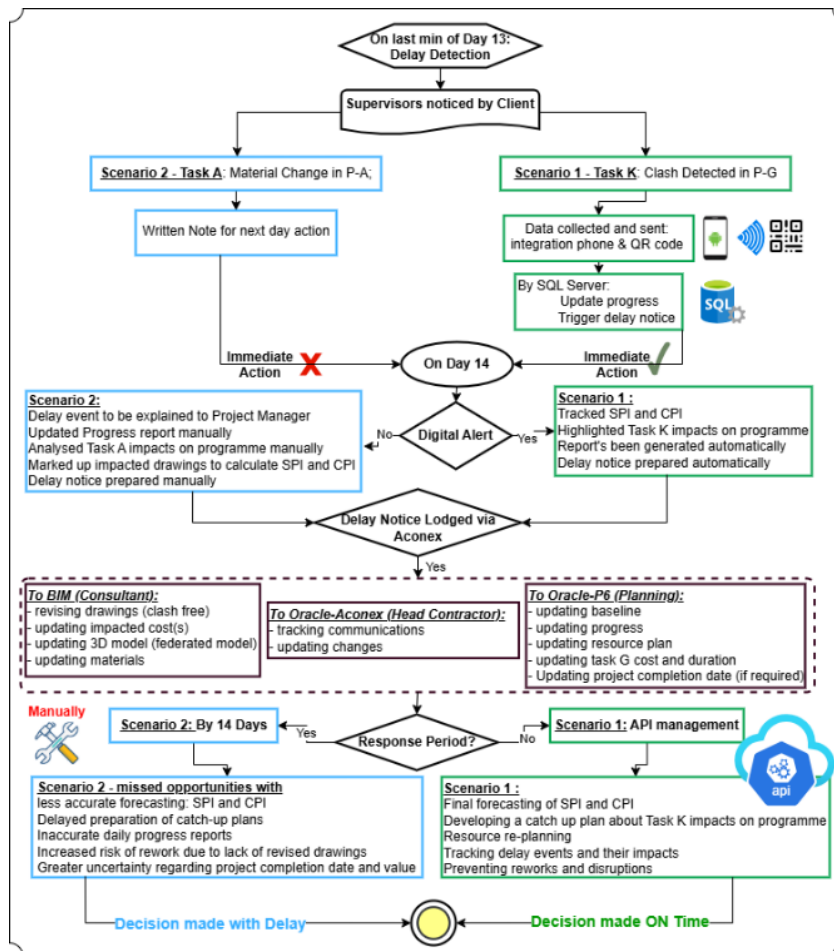 On last min of Day 13:
Delay Detection
Supervisors noticed by Client
Scenario 2 - Task A: Material Change in P-A;
Scenario 1 - Task K: Clash Detected in P-G
Written Note for next day action
Data collected and sent:
integration phone & QR code
By SQL Server:
Update progress
Trigger delay notice
SQL
Immediate
Action
On Day 14
Immediate
Action
Scenario 2:
Delay event to be explained to Project Manager
Updated Progress report manually
Analysed Task A impacts on programme manually
Marked up impacted drawings to calculate SPI and CPI
Delay notice prepared manually
No
Digital Alert
Yes
Scenario 1 :
Tracked SPI and CPI
Highlighted Task K impacts on programme
Report's been generated automatically
Delay notice prepared automatically
Delay Notice Lodged via
Aconex
Yes
To BIM (Consultant):
- revising drawings (clash free)
- updating impacted cost(s)
- updating 3D model (federated model)
- updating materials
To Oracle-Aconex (Head Contractor):
- tracking communications
- updating changes
To Oracle-P6 (Planning):
- updating baseline
- updating progress
- updating resource plan
- updating task G cost and duration
- Updating project completion date (if required)
Manually
Scenario 2: By 14 Days
Yes
Response Period?
No
Scenario 1: API management
api
Scenario 2 - missed opportunities with
less accurate forecasting: SPI and CPI
Delayed preparation of catch-up plans
Inaccurate daily progress reports
Increased risk of rework due to lack of revised drawings
Greater uncertainty regarding project completion date and value
Scenario 1 :
Final forecasting of SPI and CPI
Developing a catch up plan about Task K impacts on programme
Resource re-planning
Tracking delay events and their impacts
Preventing reworks and disruptions
Decision made with Delay
Decision made ON Time